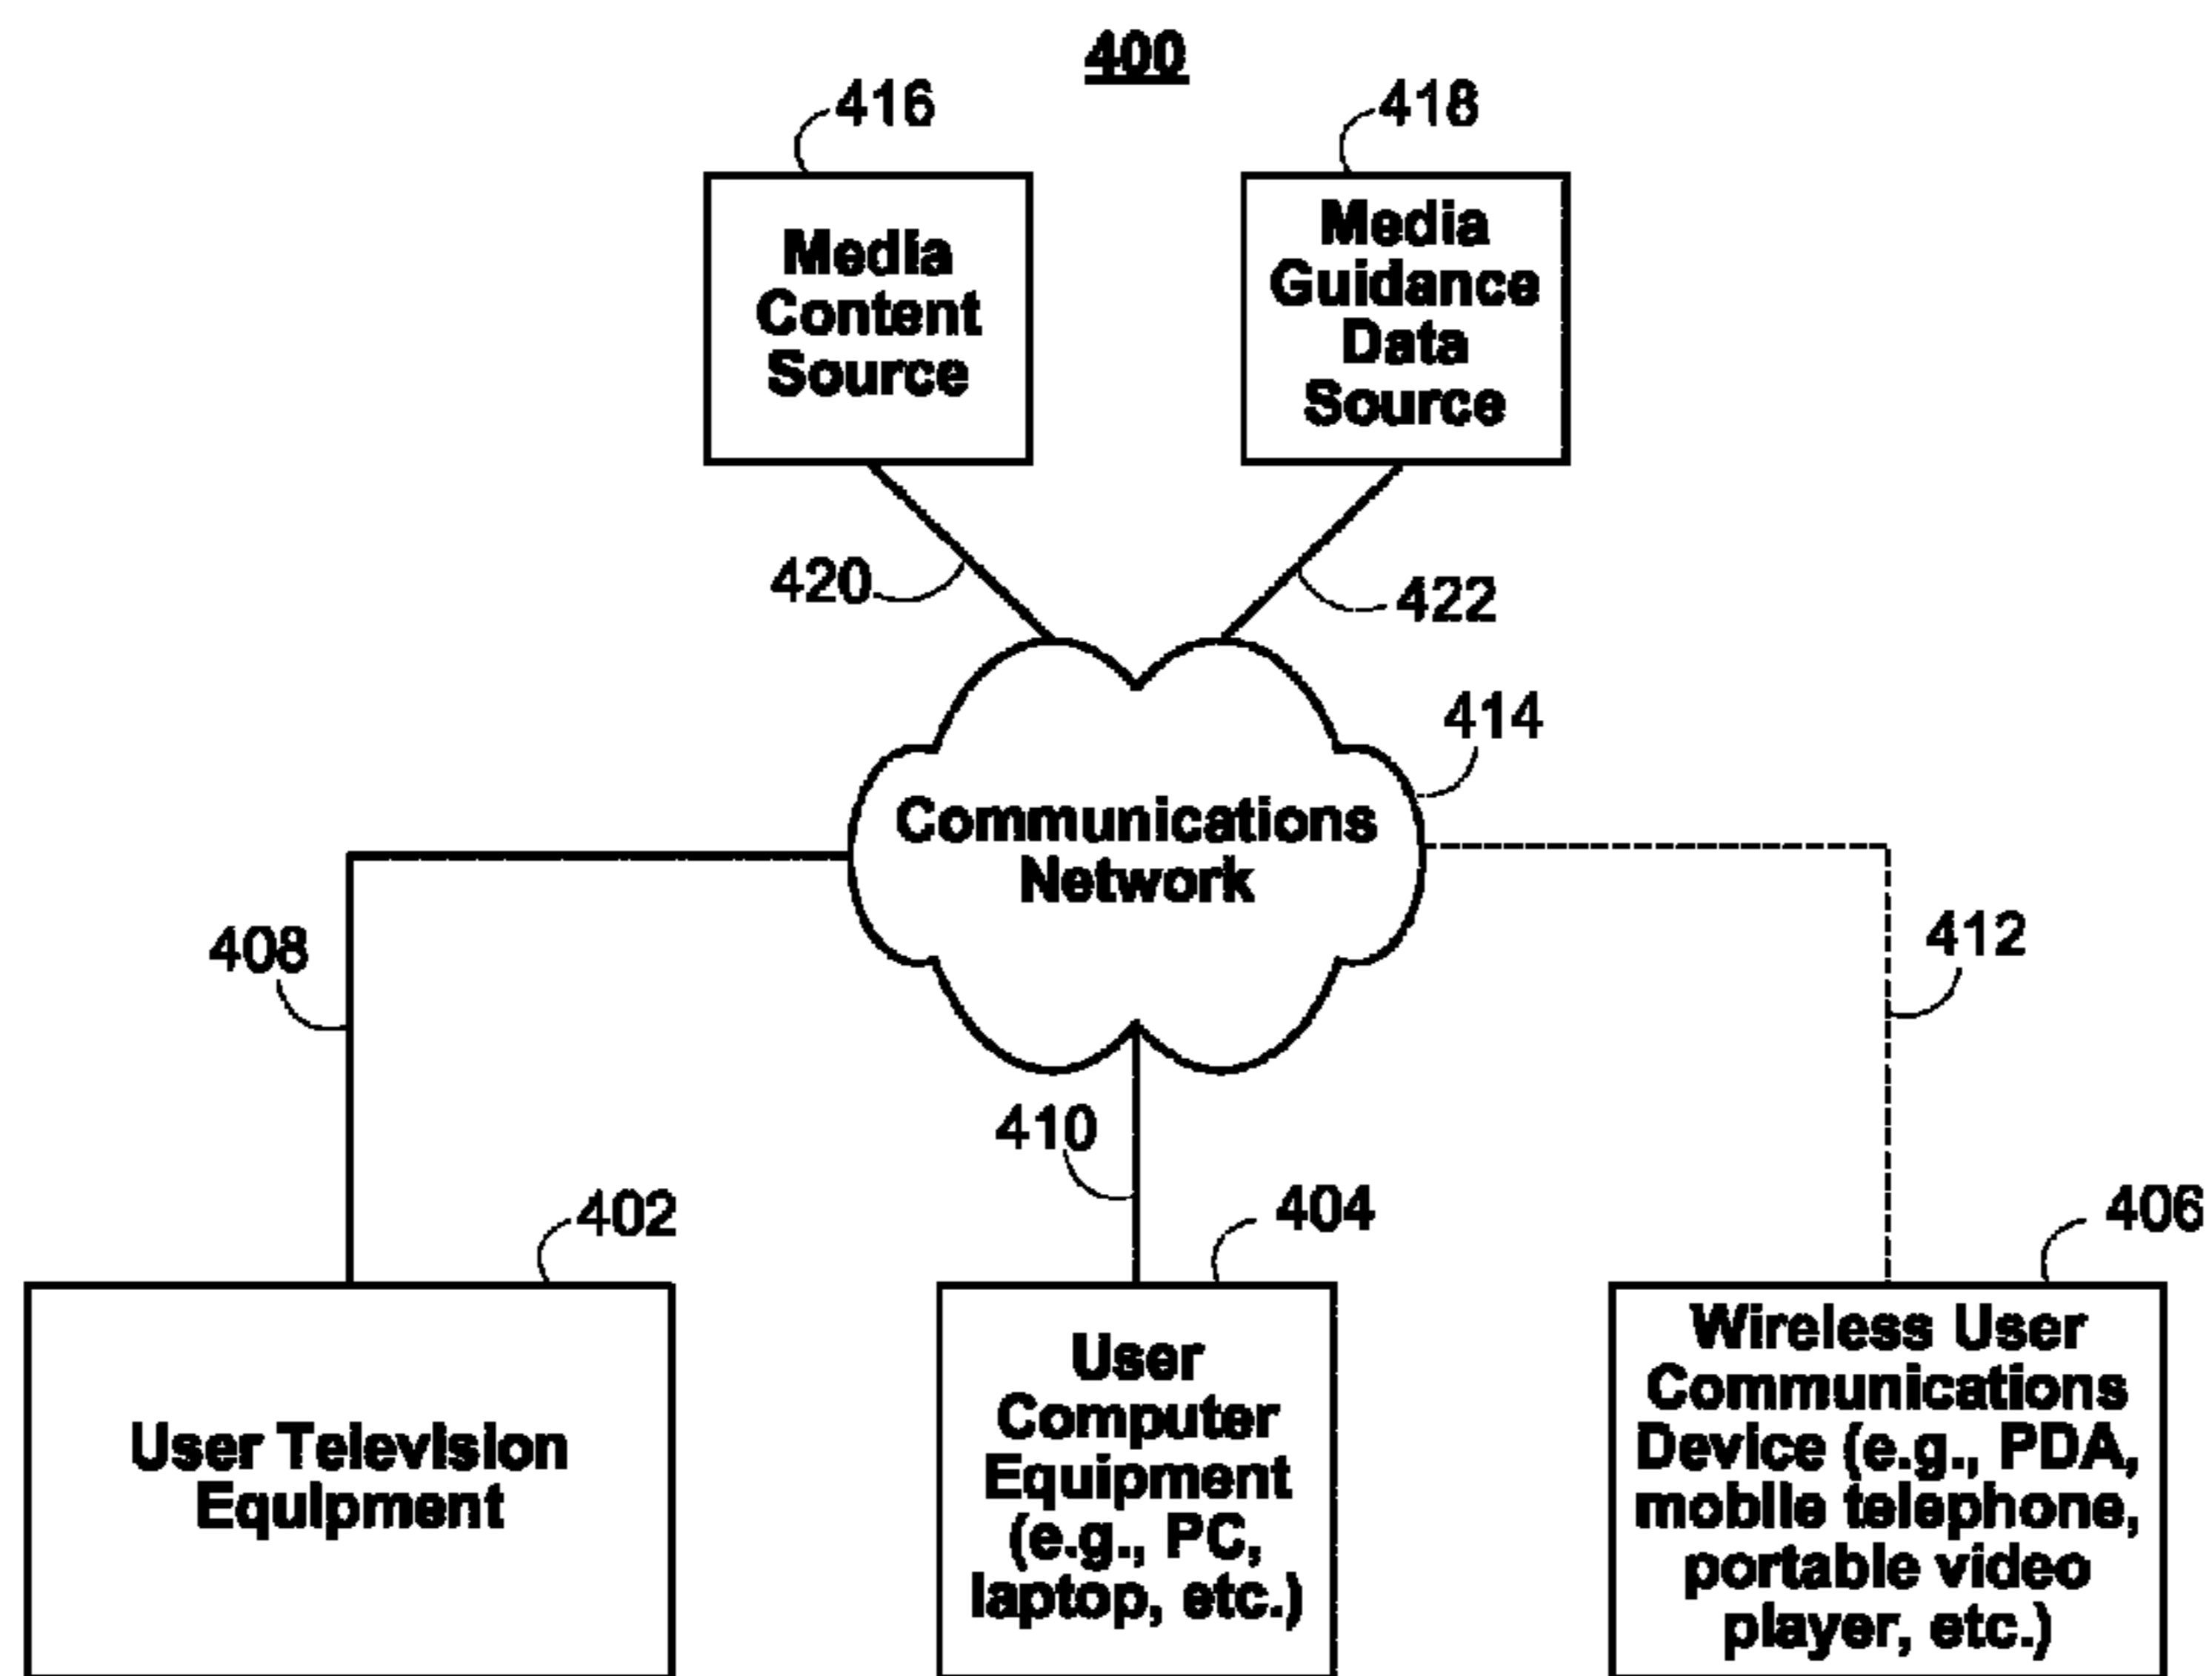 400
416
418
Media
Content
Source
Media
Guidance
Data
Source
420
422
414
Communications
Network
408
412
410
402
404
406
User Television
Equipment
User
Computer
Equipment
(e.g., PC,
laptop, etc.)
Wireless User
Communications
Device (e.g., PDA,
mobile telephone,
portable video
player, etc.)